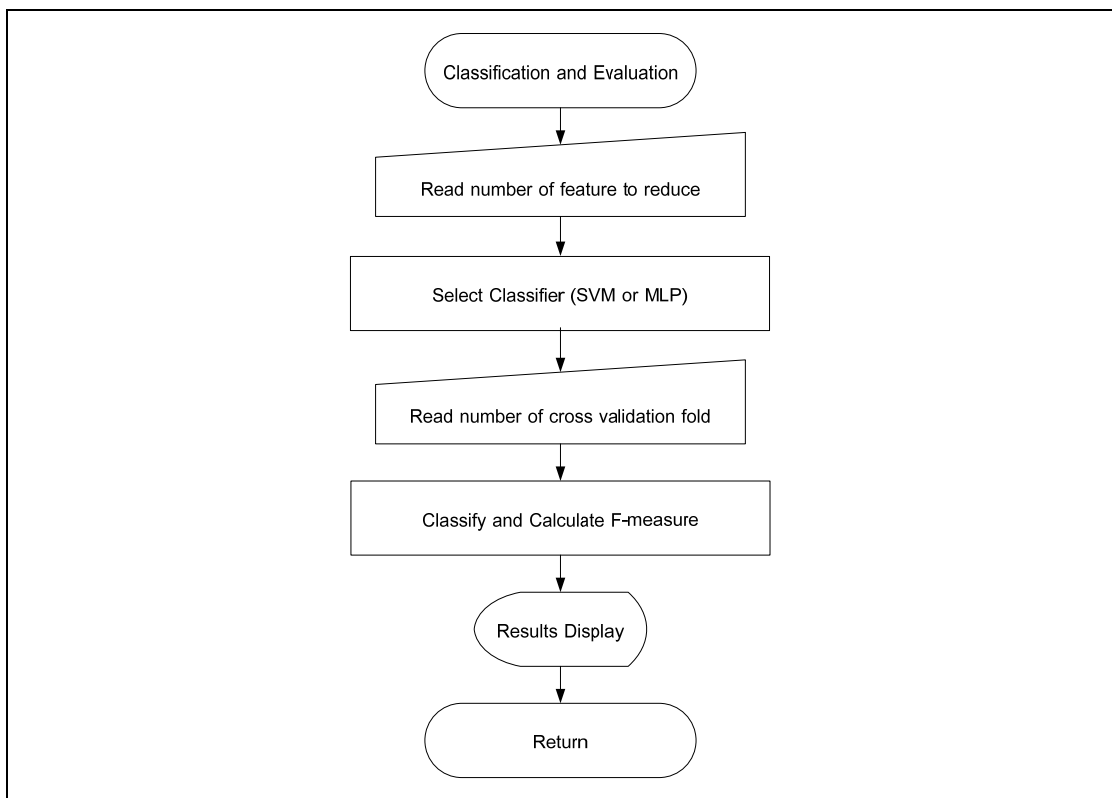 Classification and Evaluation
Read number of feature to reduce
Select Classifier (SVM or MLP)
Read number of cross validation fold
Classify and Calculate F-measure
Results Display
Return